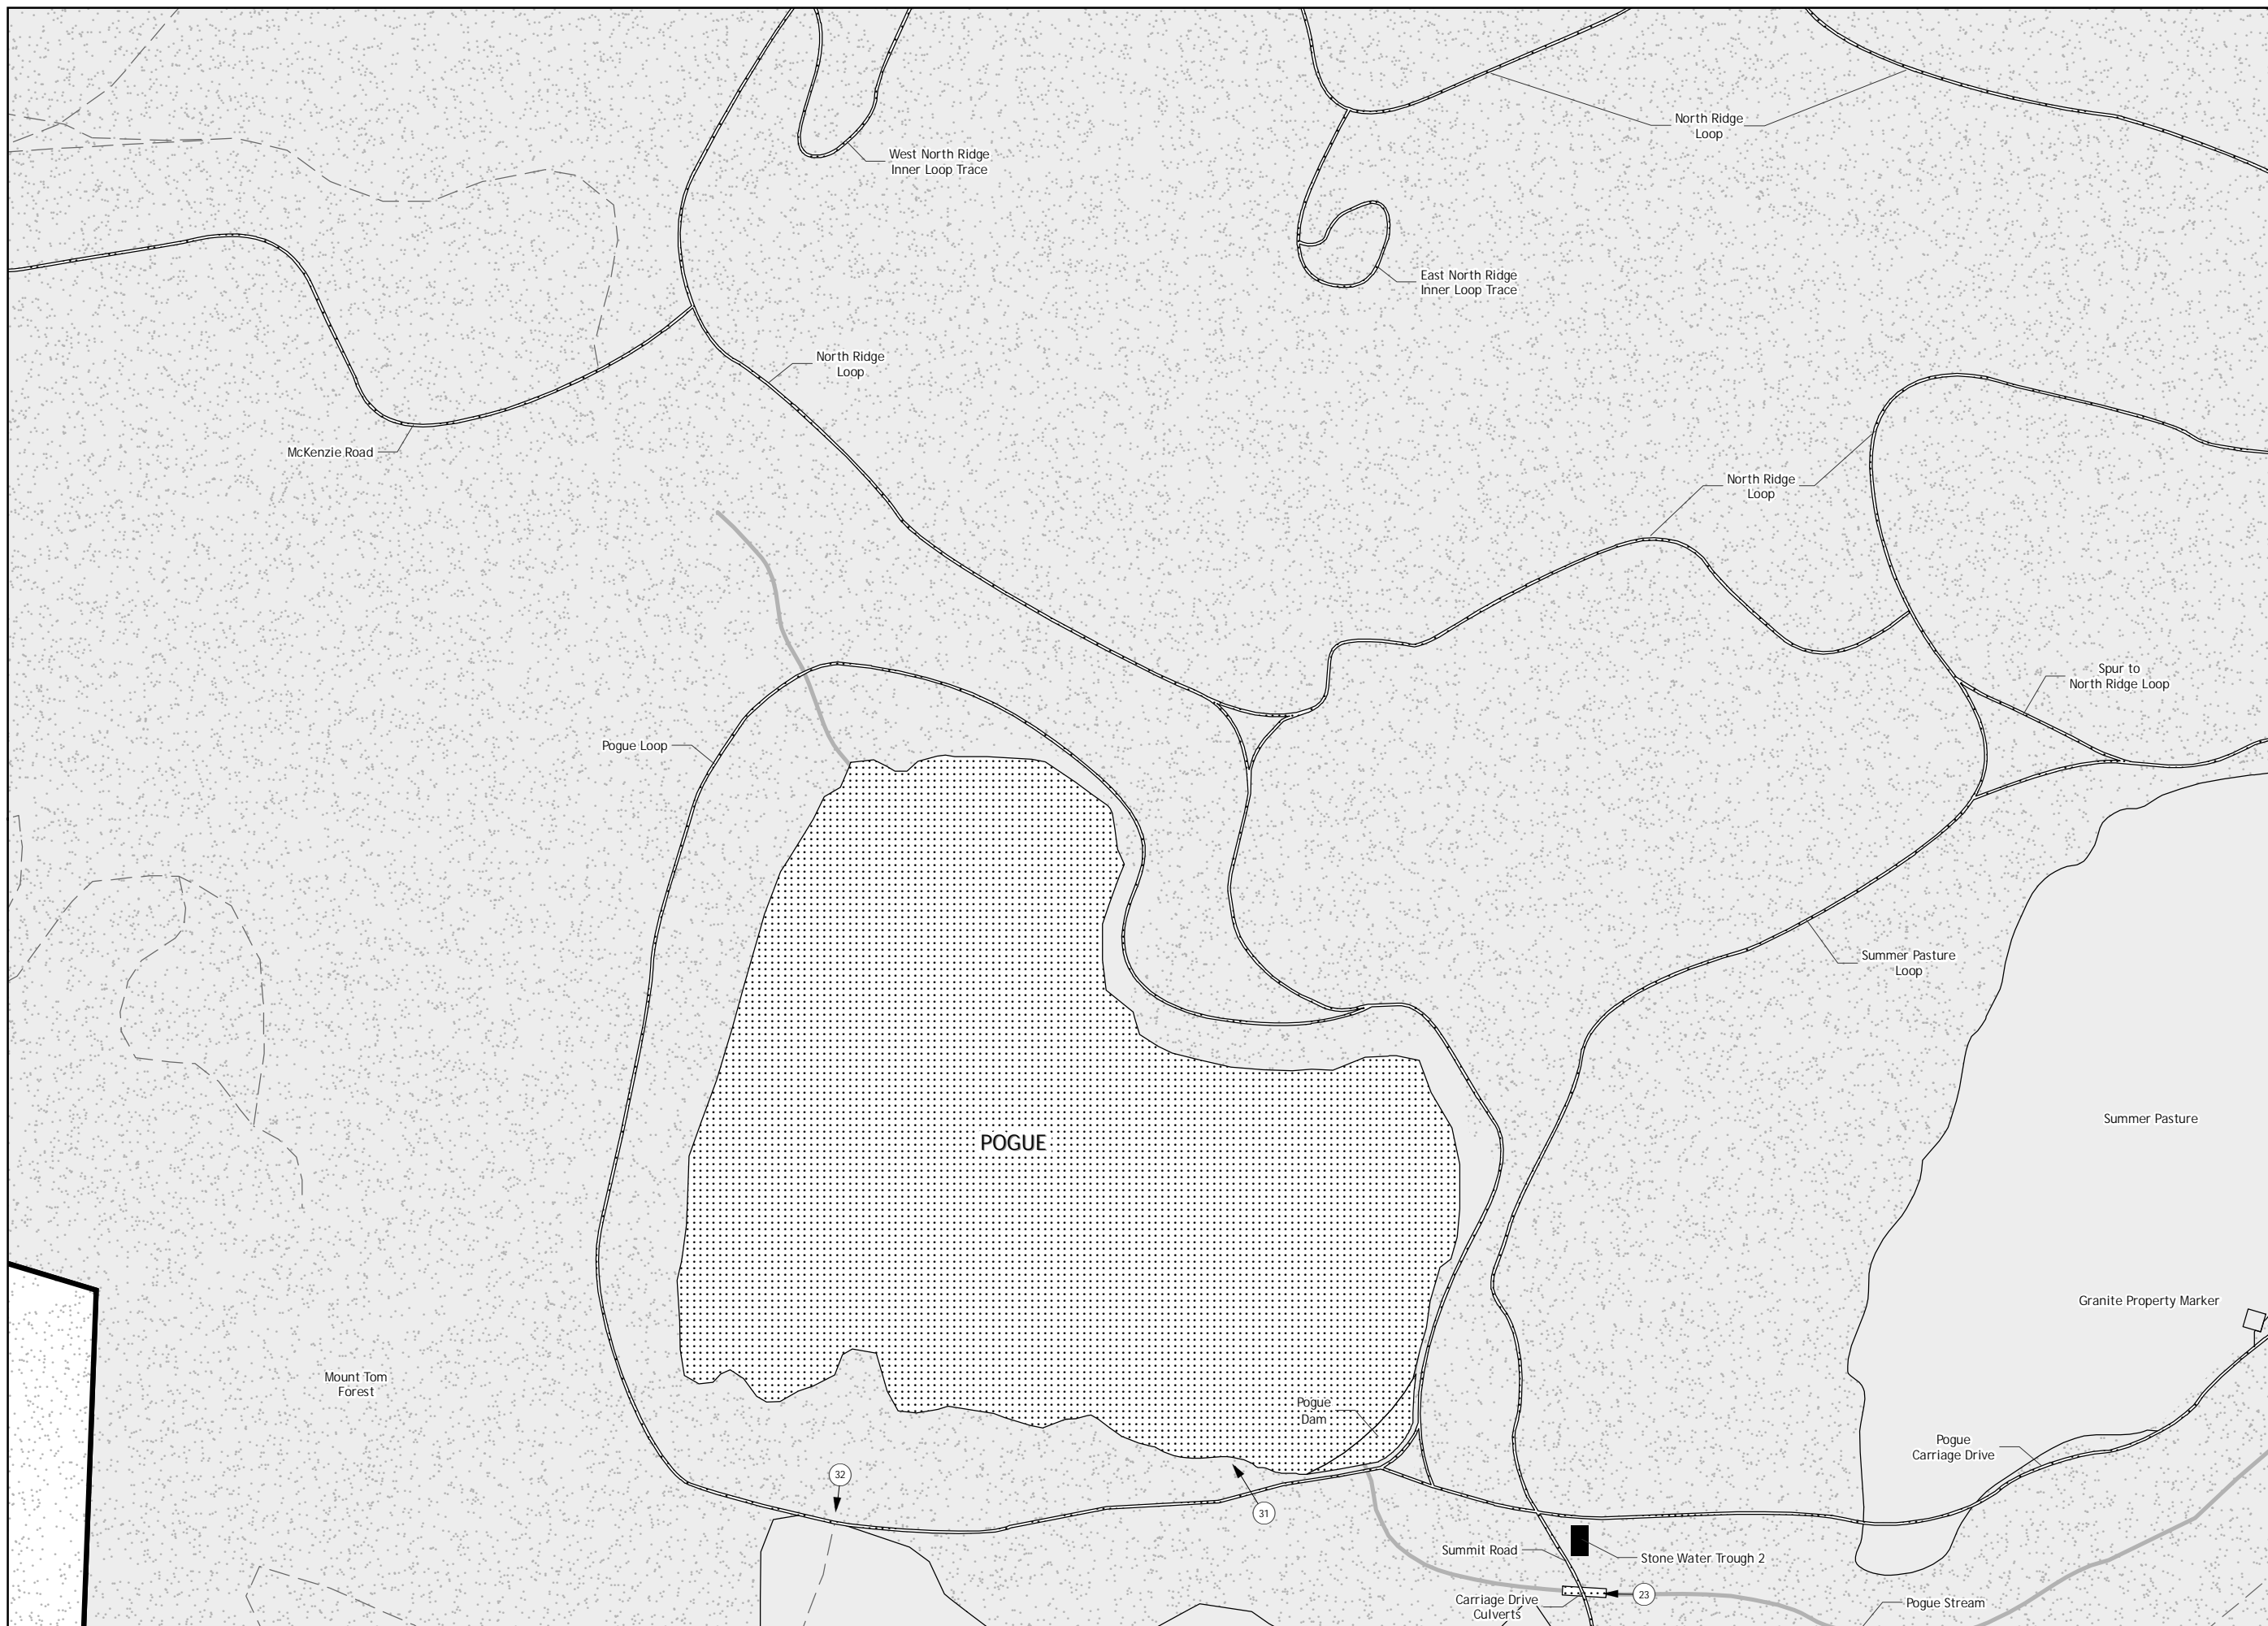 North Ridge
Loop
West North Ridge
Inner Loop Trace
East North Ridge
Inner Loop Trace
North Ridge
Loop
McKenzie Road
North Ridge
Loop
Spur to
North Ridge Loop
Pogue Loop
Summer Pasture
Loop
Summer Pasture
POGUE
Granite Property Marker
Mount Tom
Forest
Pogue
Dam
Pogue
Carriage Drive
32
31
Summit Road
Stone Water Trough 2
23
Carriage Drive
Culverts
Pogue Stream